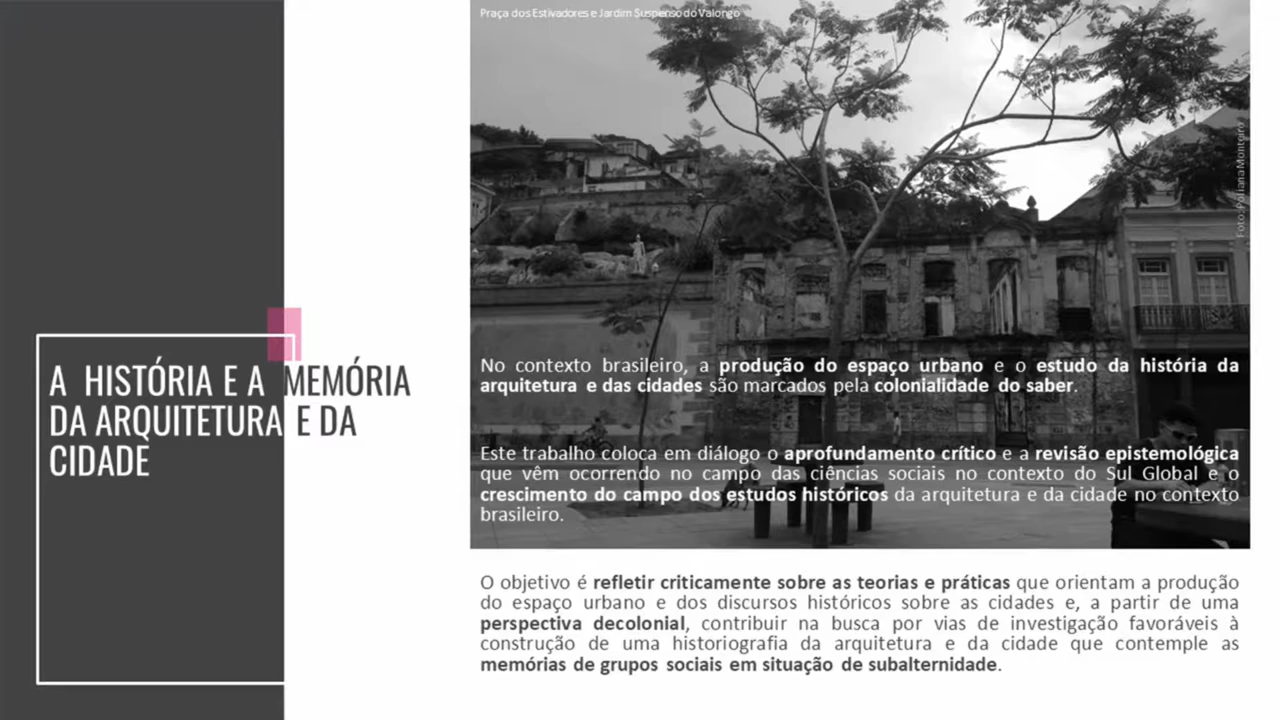 Praça dos Estivadores e Jardim Suspenso do Valongo
Foto: Poliana Monteiro
A HISTÓRIA E A MEMÓRIA
DA ARQUITETURA E DA
CIDADE
No contexto brasileiro, a produção do espaço urbano e o estudo da história da
arquitetura e das cidades são marcados pela colonialidade do saber.
Este trabalho coloca em diálogo o aprofundamento crítico e a revisão epistemológica
que vêm ocorrendo no campo das ciências sociais no contexto do Sul Global e o
crescimento do campo dos estudos históricos da arquitetura e da cidade no contexto
brasileiro.
O objetivo é refletir criticamente sobre as teorias e práticas que orientam a produção
do espaço urbano e dos discursos históricos sobre as cidades e, a partir de uma
perspectiva decolonial, contribuir na busca por vias de investigação favoráveis à
construção de uma historiografia da arquitetura e da cidade que contemple as
memórias de grupos sociais em situação de subalternidade.